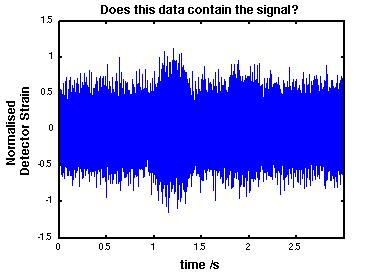 Does this data contain the signal?
1.5
1
0.5
0
-0.5
-1
-1.5
Normalised
Detector Strain
0 0.5 1 1.5 2 2.5
time /s